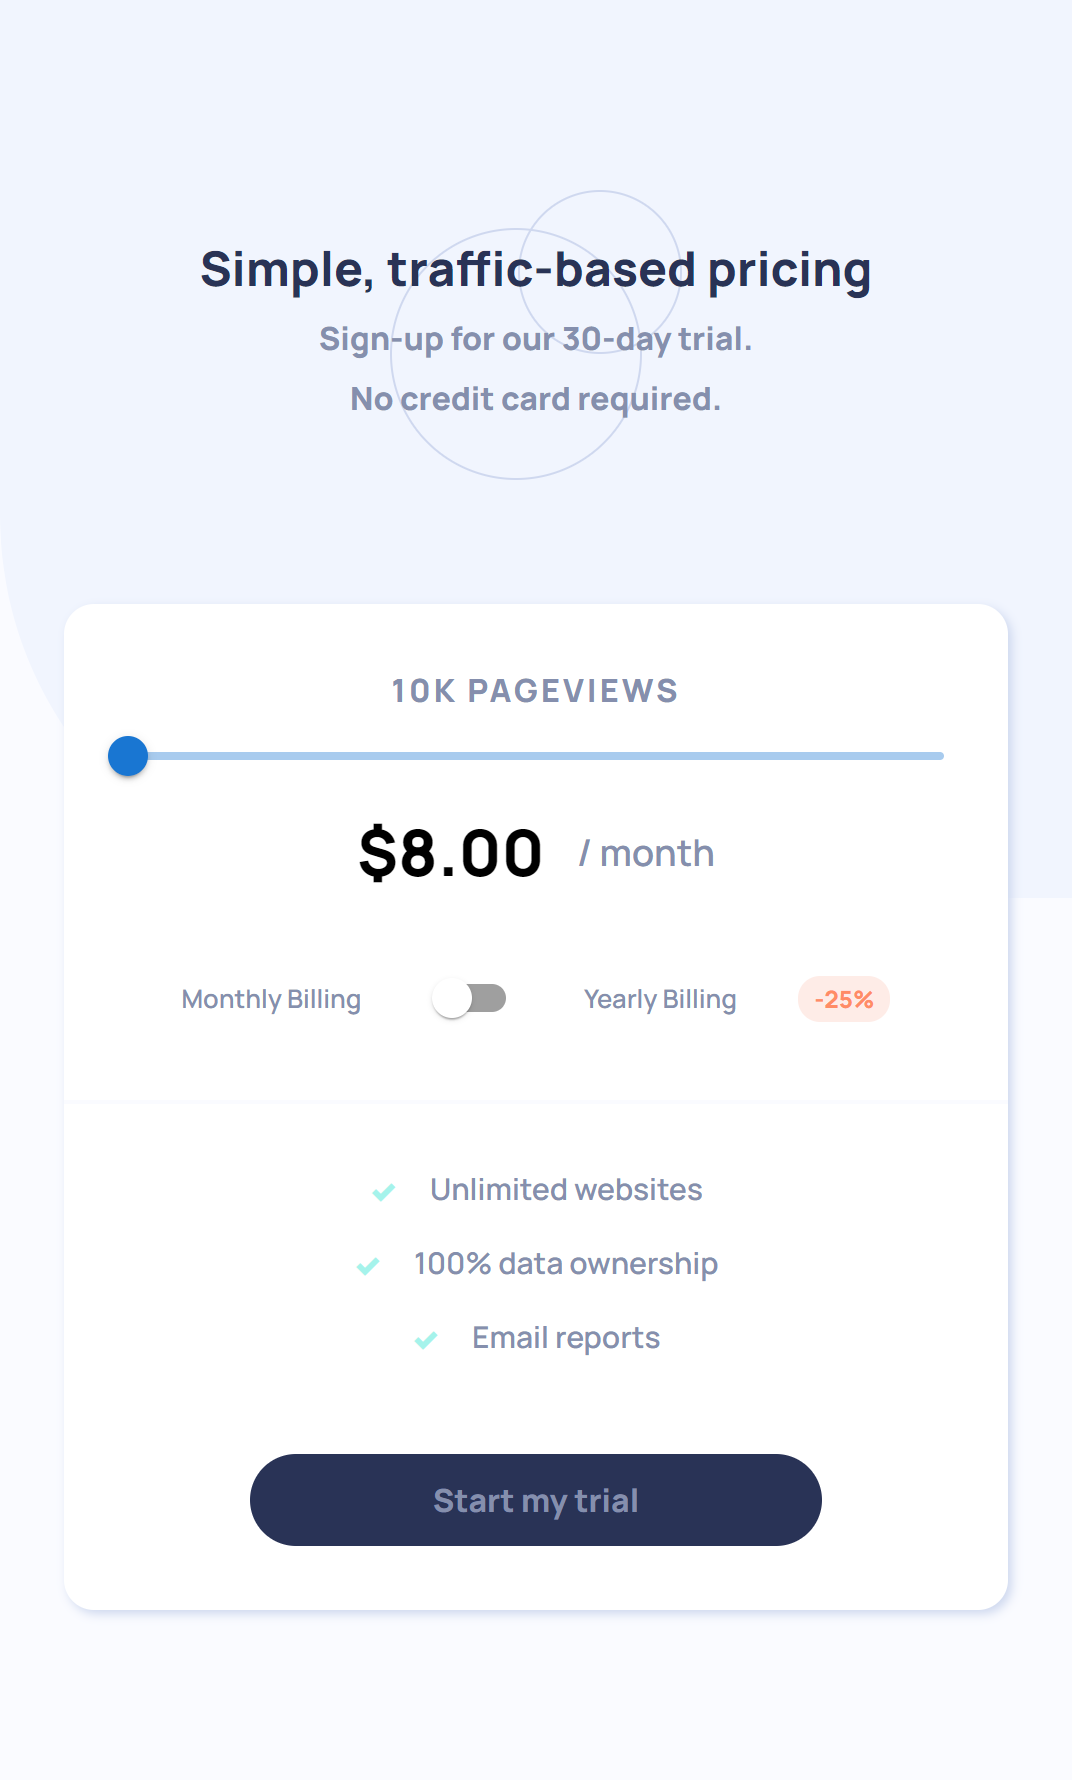 Simple, traffic-based pricing
Sign-up for our 30-day trial.
No credit card required.
10K PAGEVIEWS
$8.00 / month
Monthly Billing Yearly Billing -25%
Unlimited websites
100% data ownership
Email reports
Start my trial